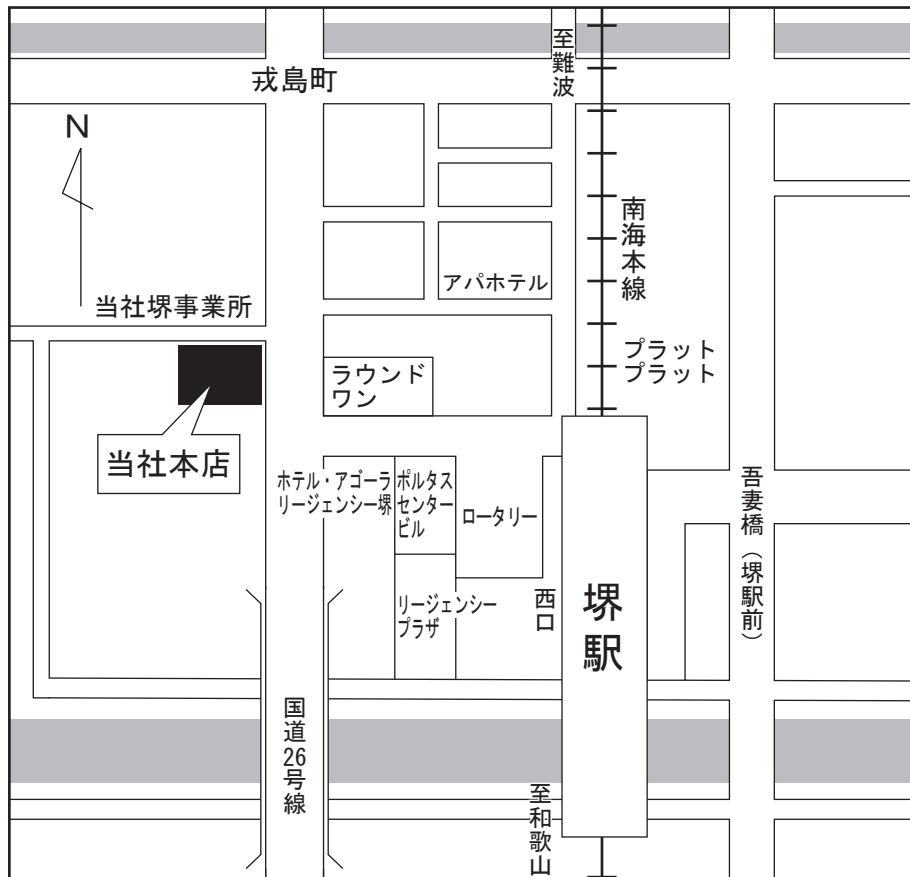 至難波
戎島町
N
南海本線
アパホテル
当社堺事業所
プラット
プラット
ラウンド
ワン
当社本店
ホテル・アゴーラ
リージェンシー堺
ポルタス
センター
ビル
ロータリー
吾妻橋（堺駅前）
西口
堺駅
リージェンシー
プラザ
国道26号線
至和歌山